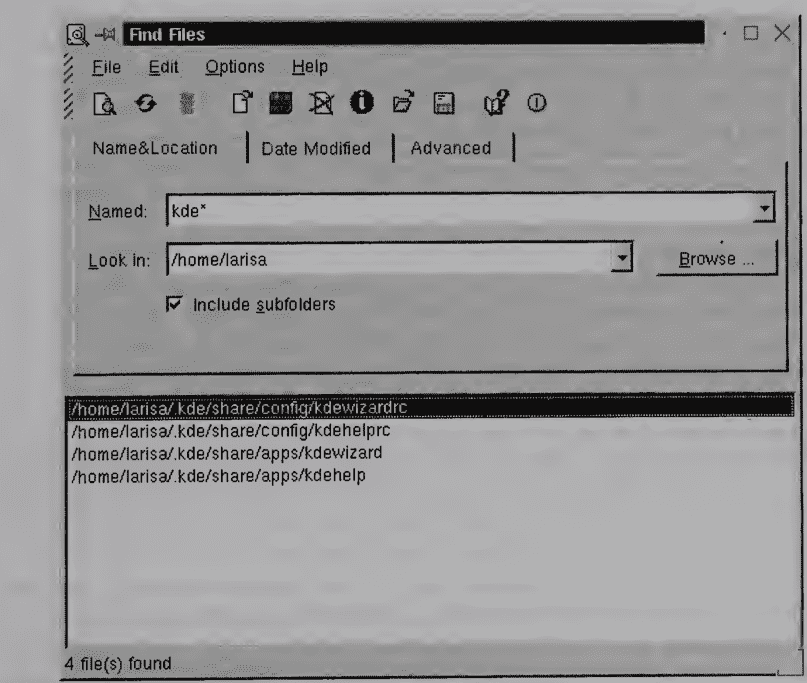 Find Files
File Edit Options Help
Name&Location Date Modified Advanced
Named: kde*
Look in: /home/larisa Browse ...
Include subfolders
/home/larisa/.kde/share/config/kdewizardrc
/home/larisa/.kde/share/config/kdehelprc
/home/larisa/.kde/share/apps/kdewizard
/home/larisa/.kde/share/apps/kdehelp
4 file(s) found